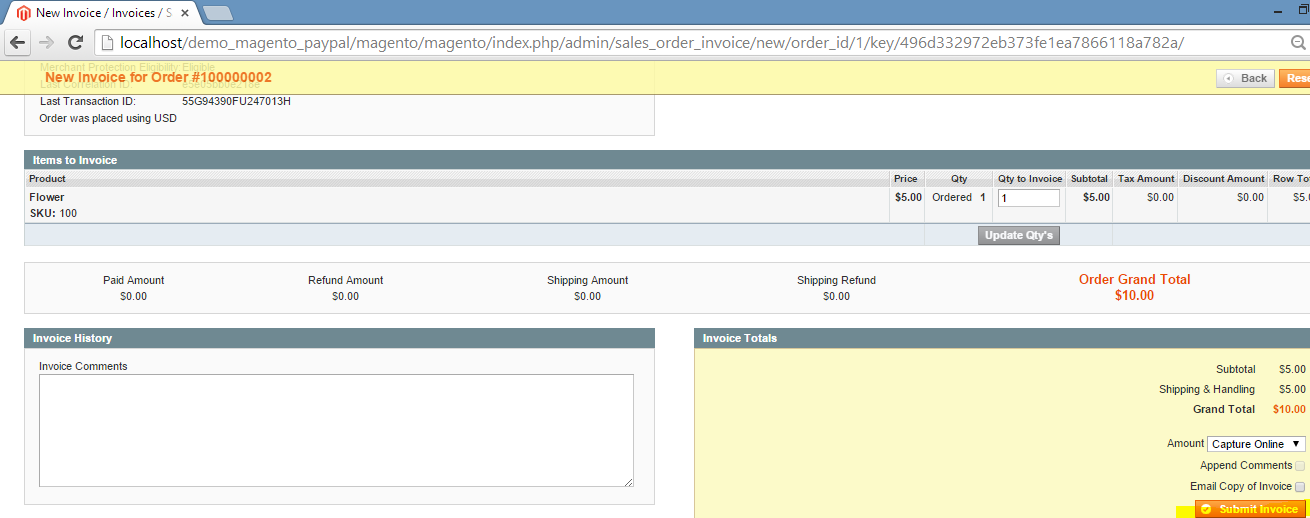 New Invoice / Invoices / S
localhost/demo_magento_paypal/magento/magento/index.php/admin/sales_order_invoice/new/order_id/1/key/496d332972eb373fe1ea7866118a782a/
Merchant Protection Eligibility: Eligible
New Invoice for Order #100000002
Back
Rese
Last Correlation ID:
Last Transaction ID: 55G94390FU247013H
Order was placed using USD
Items to Invoice
Product Price Qty Qty to Invoice Subtotal Tax Amount Discount Amount Row To
Flower $5.00 Ordered 1 1 $5.00 $0.00 $0.00 $5.
SKU: 100
Update Qty's
Paid Amount Refund Amount Shipping Amount Shipping Refund Order Grand Total
$0.00 $0.00 $0.00 $0.00 $10.00
Invoice History
Invoice Comments
Invoice Totals
Subtotal $5.00
Shipping & Handling $5.00
Grand Total $10.00
Amount Capture Online
Append Comments
Email Copy of Invoice
Submit Invoice